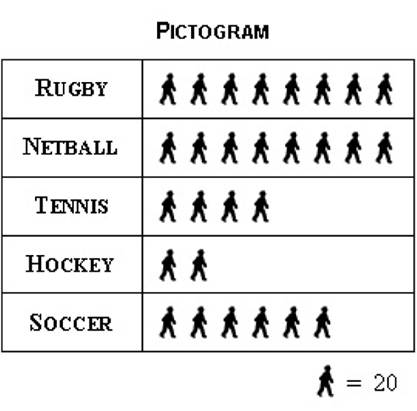 PICTOGRAM
RUGBY
NETBALL
TENNIS
HOCKEY
SOCCER
= 20